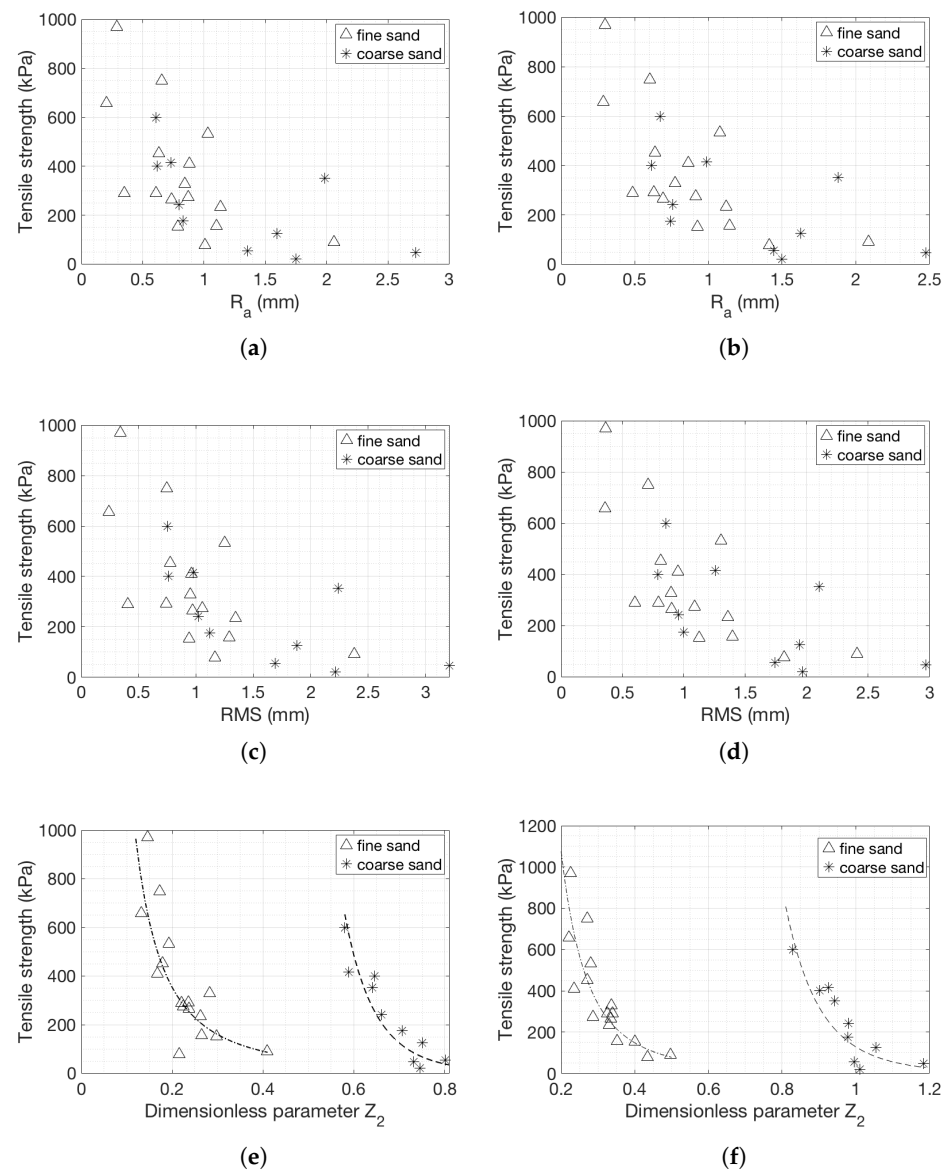 1000
800
600
400
200
0
Tensile strength (kPa)
fine sand
coarse sand
0 0.5 1 1.5 2 2.5 3
R_a (mm)
(a)
1000
800
600
400
200
0
Tensile strength (kPa)
fine sand
coarse sand
0 0.5 1 1.5 2 2.5
R_a (mm)
(b)
1000
800
600
400
200
0
Tensile strength (kPa)
fine sand
coarse sand
0 0.5 1 1.5 2 2.5 3
RMS (mm)
(c)
1000
800
600
400
200
0
Tensile strength (kPa)
fine sand
coarse sand
0 0.5 1 1.5 2 2.5 3
RMS (mm)
(d)
1000
800
600
400
200
0
Tensile strength (kPa)
fine sand
coarse sand
0 0.2 0.4 0.6 0.8
Dimensionless parameter Z_2
(e)
1200
1000
800
600
400
200
0
Tensile strength (kPa)
fine sand
coarse sand
0.2 0.4 0.6 0.8 1 1.2
Dimensionless parameter Z_2
(f)